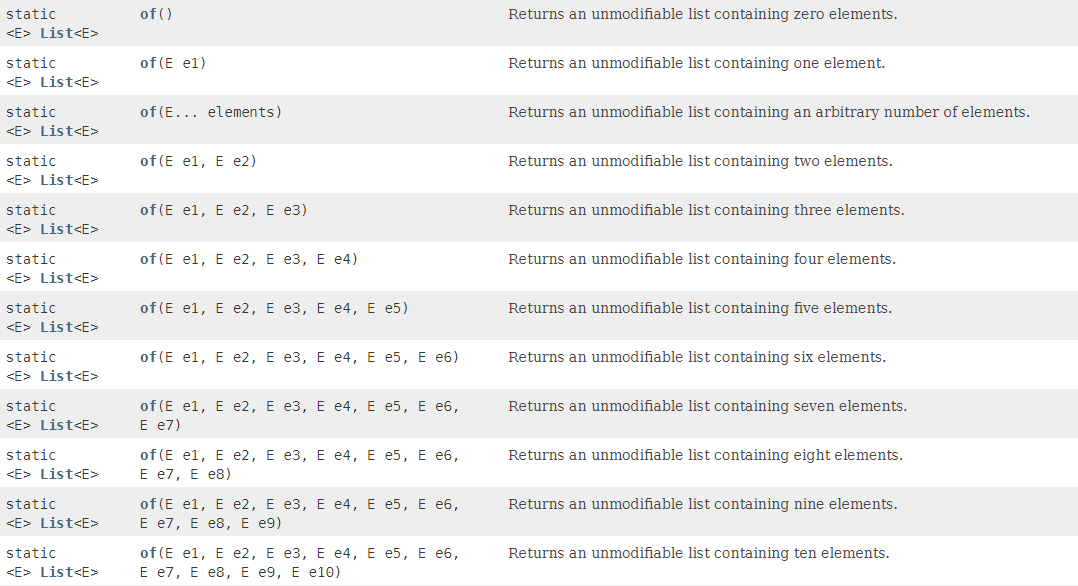 static of() Returns an unmodifiable list containing zero elements.
<E> List<E>
static of(E e1) Returns an unmodifiable list containing one element.
<E> List<E>
static of(E... elements) Returns an unmodifiable list containing an arbitrary number of elements.
<E> List<E>
static of(E e1, E e2) Returns an unmodifiable list containing two elements.
<E> List<E>
static of(E e1, E e2, E e3) Returns an unmodifiable list containing three elements.
<E> List<E>
static of(E e1, E e2, E e3, E e4) Returns an unmodifiable list containing four elements.
<E> List<E>
static of(E e1, E e2, E e3, E e4, E e5) Returns an unmodifiable list containing five elements.
<E> List<E>
static of(E e1, E e2, E e3, E e4, E e5, E e6) Returns an unmodifiable list containing six elements.
<E> List<E>
static of(E e1, E e2, E e3, E e4, E e5, E e6, Returns an unmodifiable list containing seven elements.
<E> List<E> E e7)
static of(E e1, E e2, E e3, E e4, E e5, E e6, Returns an unmodifiable list containing eight elements.
<E> List<E> E e7, E e8)
static of(E e1, E e2, E e3, E e4, E e5, E e6, Returns an unmodifiable list containing nine elements.
<E> List<E> E e7, E e8, E e9)
static of(E e1, E e2, E e3, E e4, E e5, E e6, Returns an unmodifiable list containing ten elements.
<E> List<E> E e7, E e8, E e9, E e10)